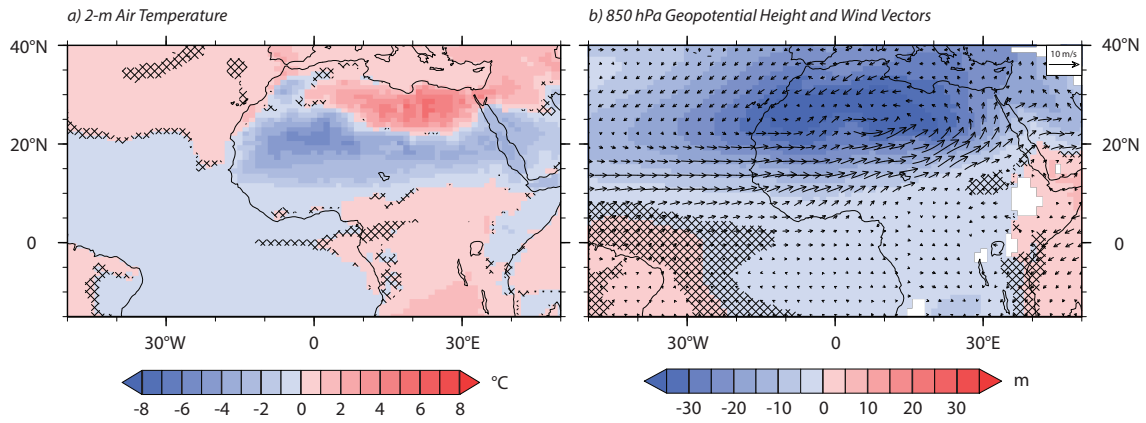 a) 2-m Air Temperature
b) 850 hPa Geopotential Height and Wind Vectors
40°N
20°N
0
30°W
0
30°E
10 m/s
40°N
20°N
0
30°W
0
30°E
-8
-6
-4
-2
0
2
4
6
8
°C
-30
-20
-10
0
10
20
30
m